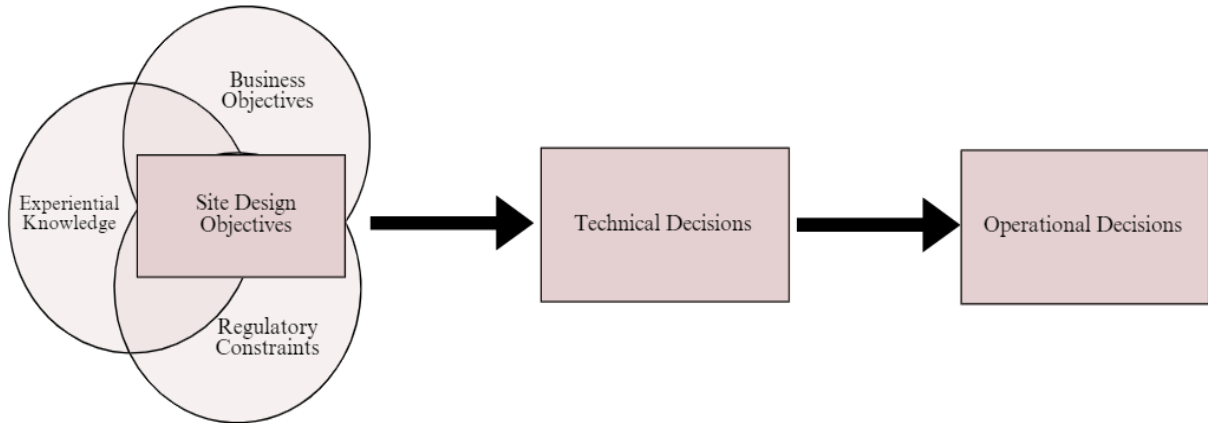 Business
Objectives
Experiential
Knowledge
Site Design
Objectives
Regulatory
Constraints
Technical Decisions
Operational Decisions